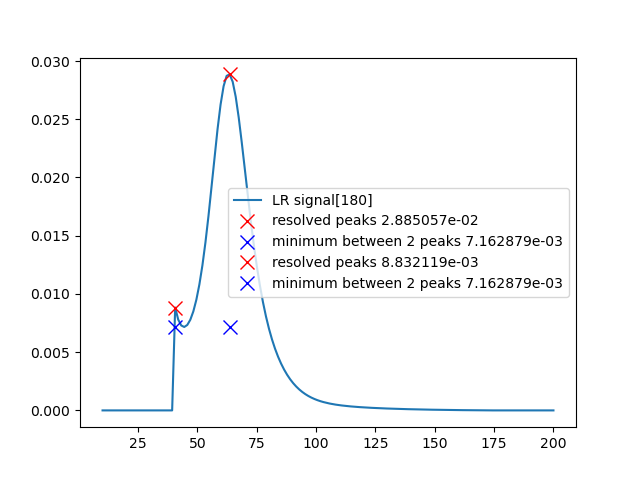 0.030
0.025
0.020
0.015
0.010
0.005
0.000
LR signal[180]
resolved peaks 2.885057e-02
minimum between 2 peaks 7.162879e-03
resolved peaks 8.832119e-03
minimum between 2 peaks 7.162879e-03
25 50 75 100 125 150 175 200